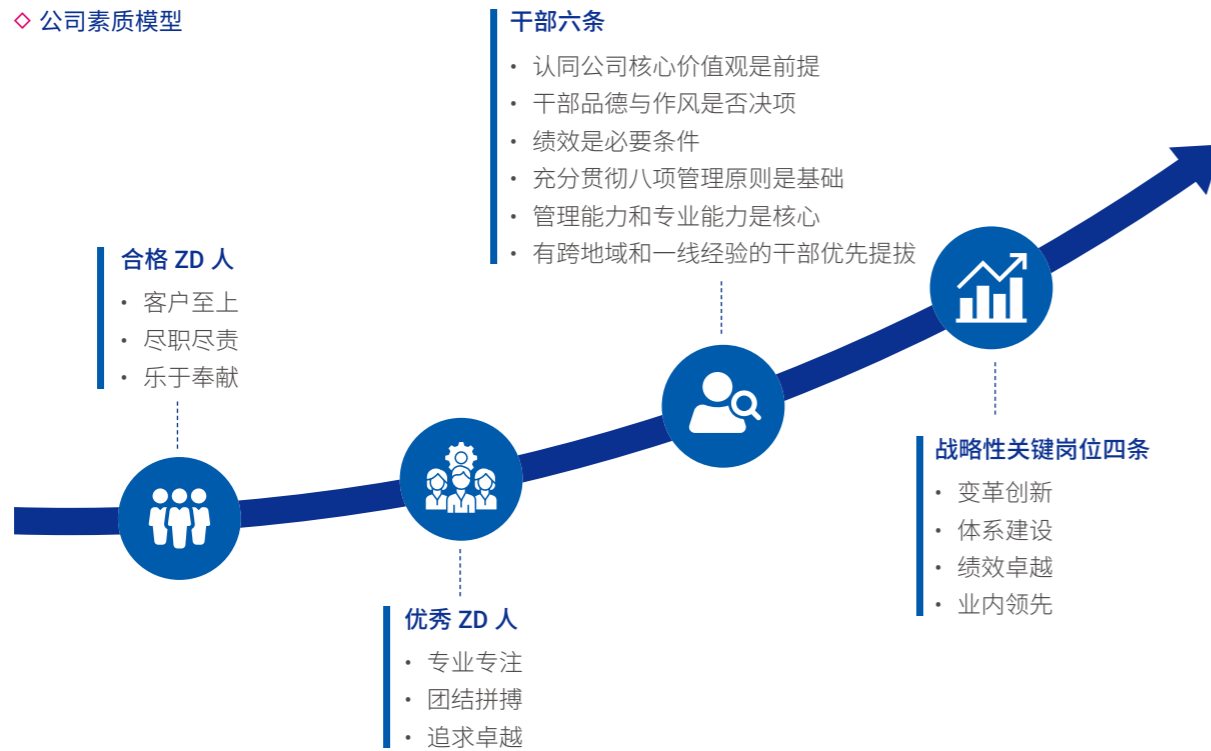 ◇ 公司素质模型
合格 ZD 人
• 客户至上
• 尽职尽责
• 乐于奉献
优秀 ZD 人
• 专业专注
• 团结拼搏
• 追求卓越
干部六条
• 认同公司核心价值观是前提
• 干部品德与作风是否决项
• 绩效是必要条件
• 充分贯彻八项管理原则是基础
• 管理能力和专业能力是核心
• 有跨地域和一线经验的干部优先提拔
战略性关键岗位四条
• 变革创新
• 体系建设
• 绩效卓越
• 业内领先